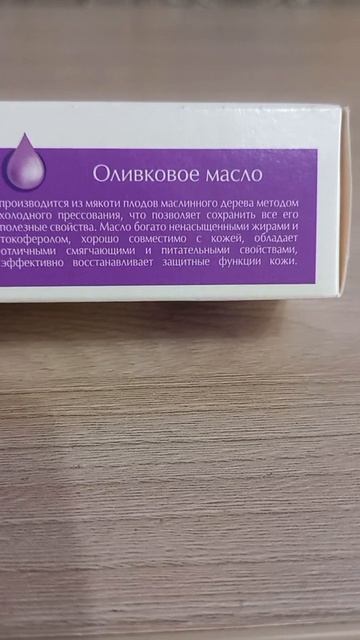 Оливковое масло
производится из мякоти плодов маслинного дерева методом
холодного прессования, что позволяет сохранить все его
полезные свойства. Масло богато ненасыщенными жирами и
токоферолом, хорошо совместимо с кожей, обладает
отличными смягчающими и питательными свойствами,
эффективно восстанавливает защитные функции кожи.